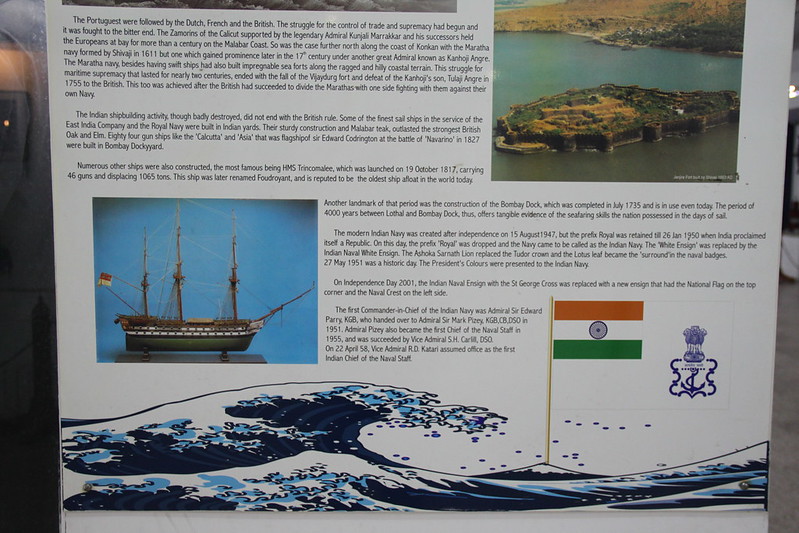 The Portuguest were followed by the Dutch, French and the British. The struggle for the control of trade and supremacy had begun and
it was fought to the bitter end. The Zamorins of the Calicut supported by the legendary Admiral Kunjali Marrakkar and his successors held
the Europeans at bay for more than a century on the Malabar Coast. So was the case further north along the coast of Konkan with the Maratha
navy formed by Shivaji in 1611 but which gained prominence later in the 17th century under another great Admiral known as Kanhoji Angre.
The Maratha navy, besides having swift ships had also built impregnable sea forts along the ragged and hilly coastal terrain. This struggle for
maritime supremacy that lasted for nearly two centuries, ended with the fall of the Vijaydurg fort and defeat of the Kanhoji's son, Tulaji Angre in
1755 to the British. This too was achieved after the British had succeeded to divide the Marathas with one side fighting with them against their
own Navy.
The Indian shipbuilding activity, though badly destroyed, did not end with the British rule. Some of the finest sail ships in the service of the
East India Company and the Royal Navy were built in Indian yards. Their sturdy construction and Malabar teak, outlasted the strongest British
Oak and Elm. Eighty four gun ships like the 'Calcutta' and 'Asia' that was flagshipof sir Edward Codrington at the battle of 'Navarino' in 1827
were built in Bombay Dockyyard.
Numerous other ships were also constructed, the most famous being HMS Trincomalee, which was launched on 19 October 1817, carrying
46 guns and displacing 1065 tons. This ship was later renamed Foudroyant, and is reputed to be the oldest ship afloat in the world today.
Another landmark of that period was the construction of the Bombay Dock, which was completed in July 1735 and is in use even today. The period of
4000 years between Lothal and Bombay Dock, thus, offers tangible evidence of the seafaring skills the nation possessed in the days of sail.
The modern Indian Navy was created after independence on 15 August1947, but the prefix Royal was retained till 26 Jan 1950 when India proclaimed
itself a Republic. On this day, the prefix 'Royal' was dropped and the Navy came to be called as the Indian Navy. The 'White Ensign' was replaced by the
Indian Naval White Ensign. The Ashoka Sarnath Lion replaced the Tudor crown and the Lotus leaf became the 'surround'in the naval badges.
27 May 1951 was a historic day. The President's Colours were presented to the Indian Navy.
On Independence Day 2001, the Indian Naval Ensign with the St George Cross was replaced with a new ensign that had the National Flag on the top
corner and the Naval Crest on the left side.
The first Commander-in-Chief of the Indian Navy was Admiral Sir Edward
Parry, KGB, who handed over to Admiral Sir Mark Pizey, KGB,CB,DSO in
1951. Admiral Pizey also became the first Chief of the Naval Staff in
1955, and was succeeded by Vice Admiral S.H. Carlill, DSO.
On 22 April 58, Vice Admiral R.D. Katari assumed office as the first
Indian Chief of the Naval Staff.